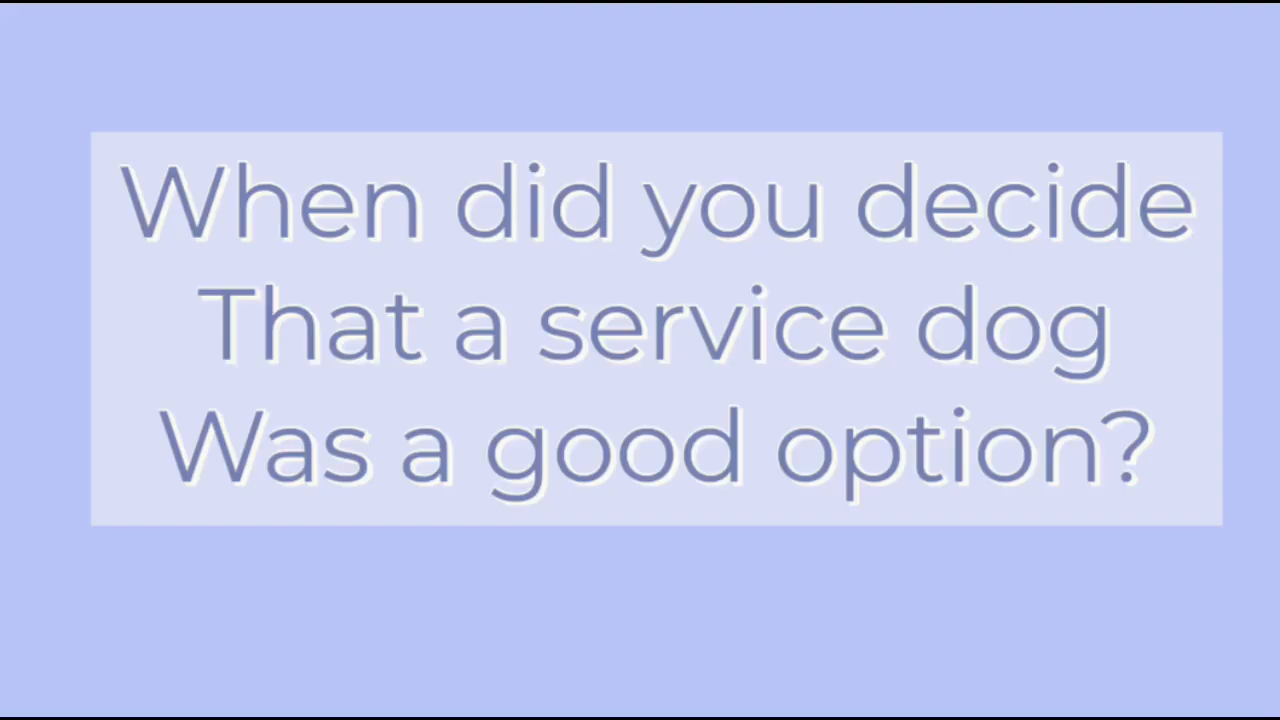 When did you decide
That a service dog
Was a good option?